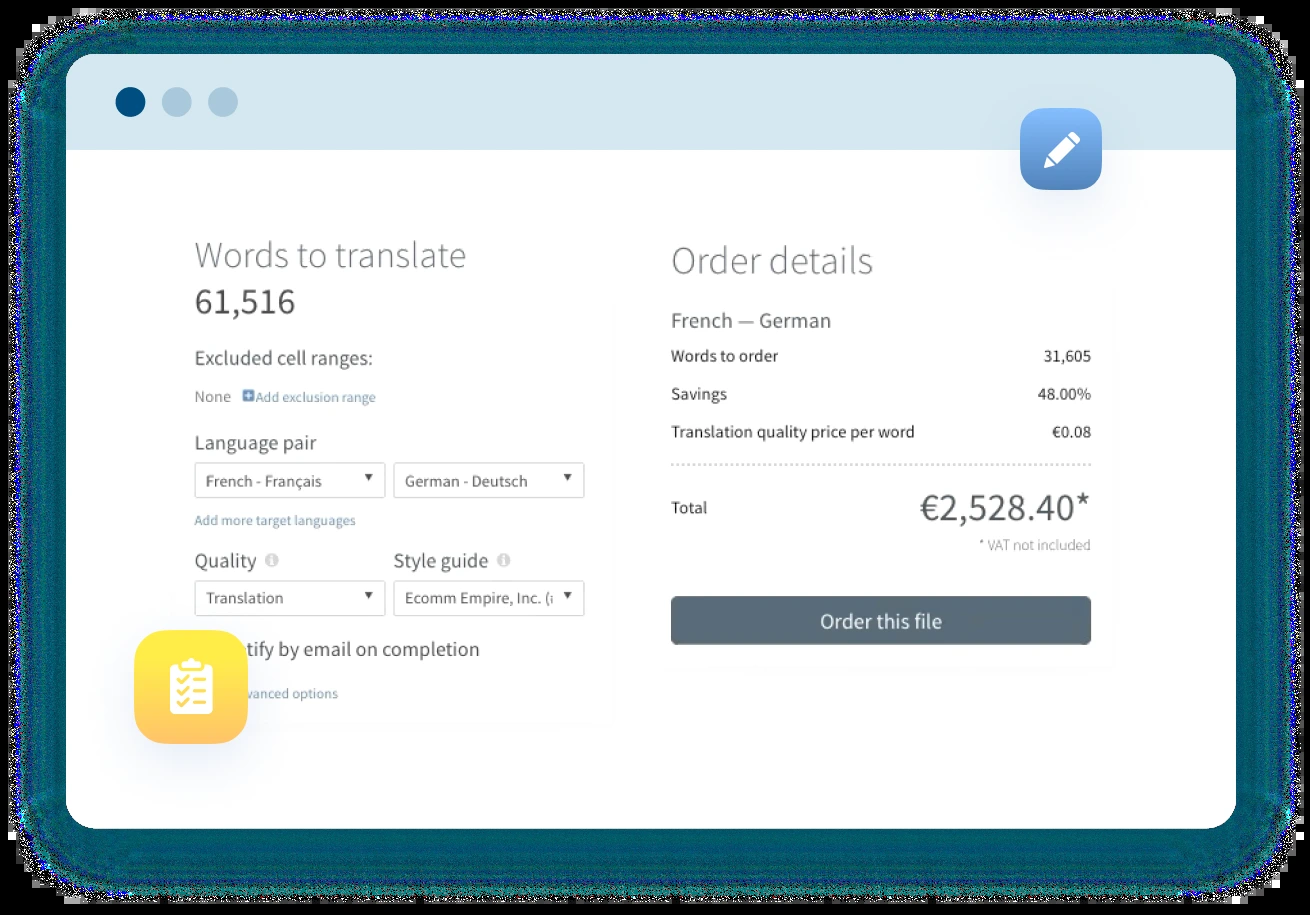 Words to translate
61,516
Excluded cell ranges:
None Add exclusion range
Language pair
French - Français German - Deutsch
Add more target languages
Quality Style guide
Translation Ecomm Empire, Inc. (
tify by email on completion
vanced options
Order details
French — German
Words to order 31,605
Savings 48.00%
Translation quality price per word €0.08
Total €2,528.40*
* VAT not included
Order this file